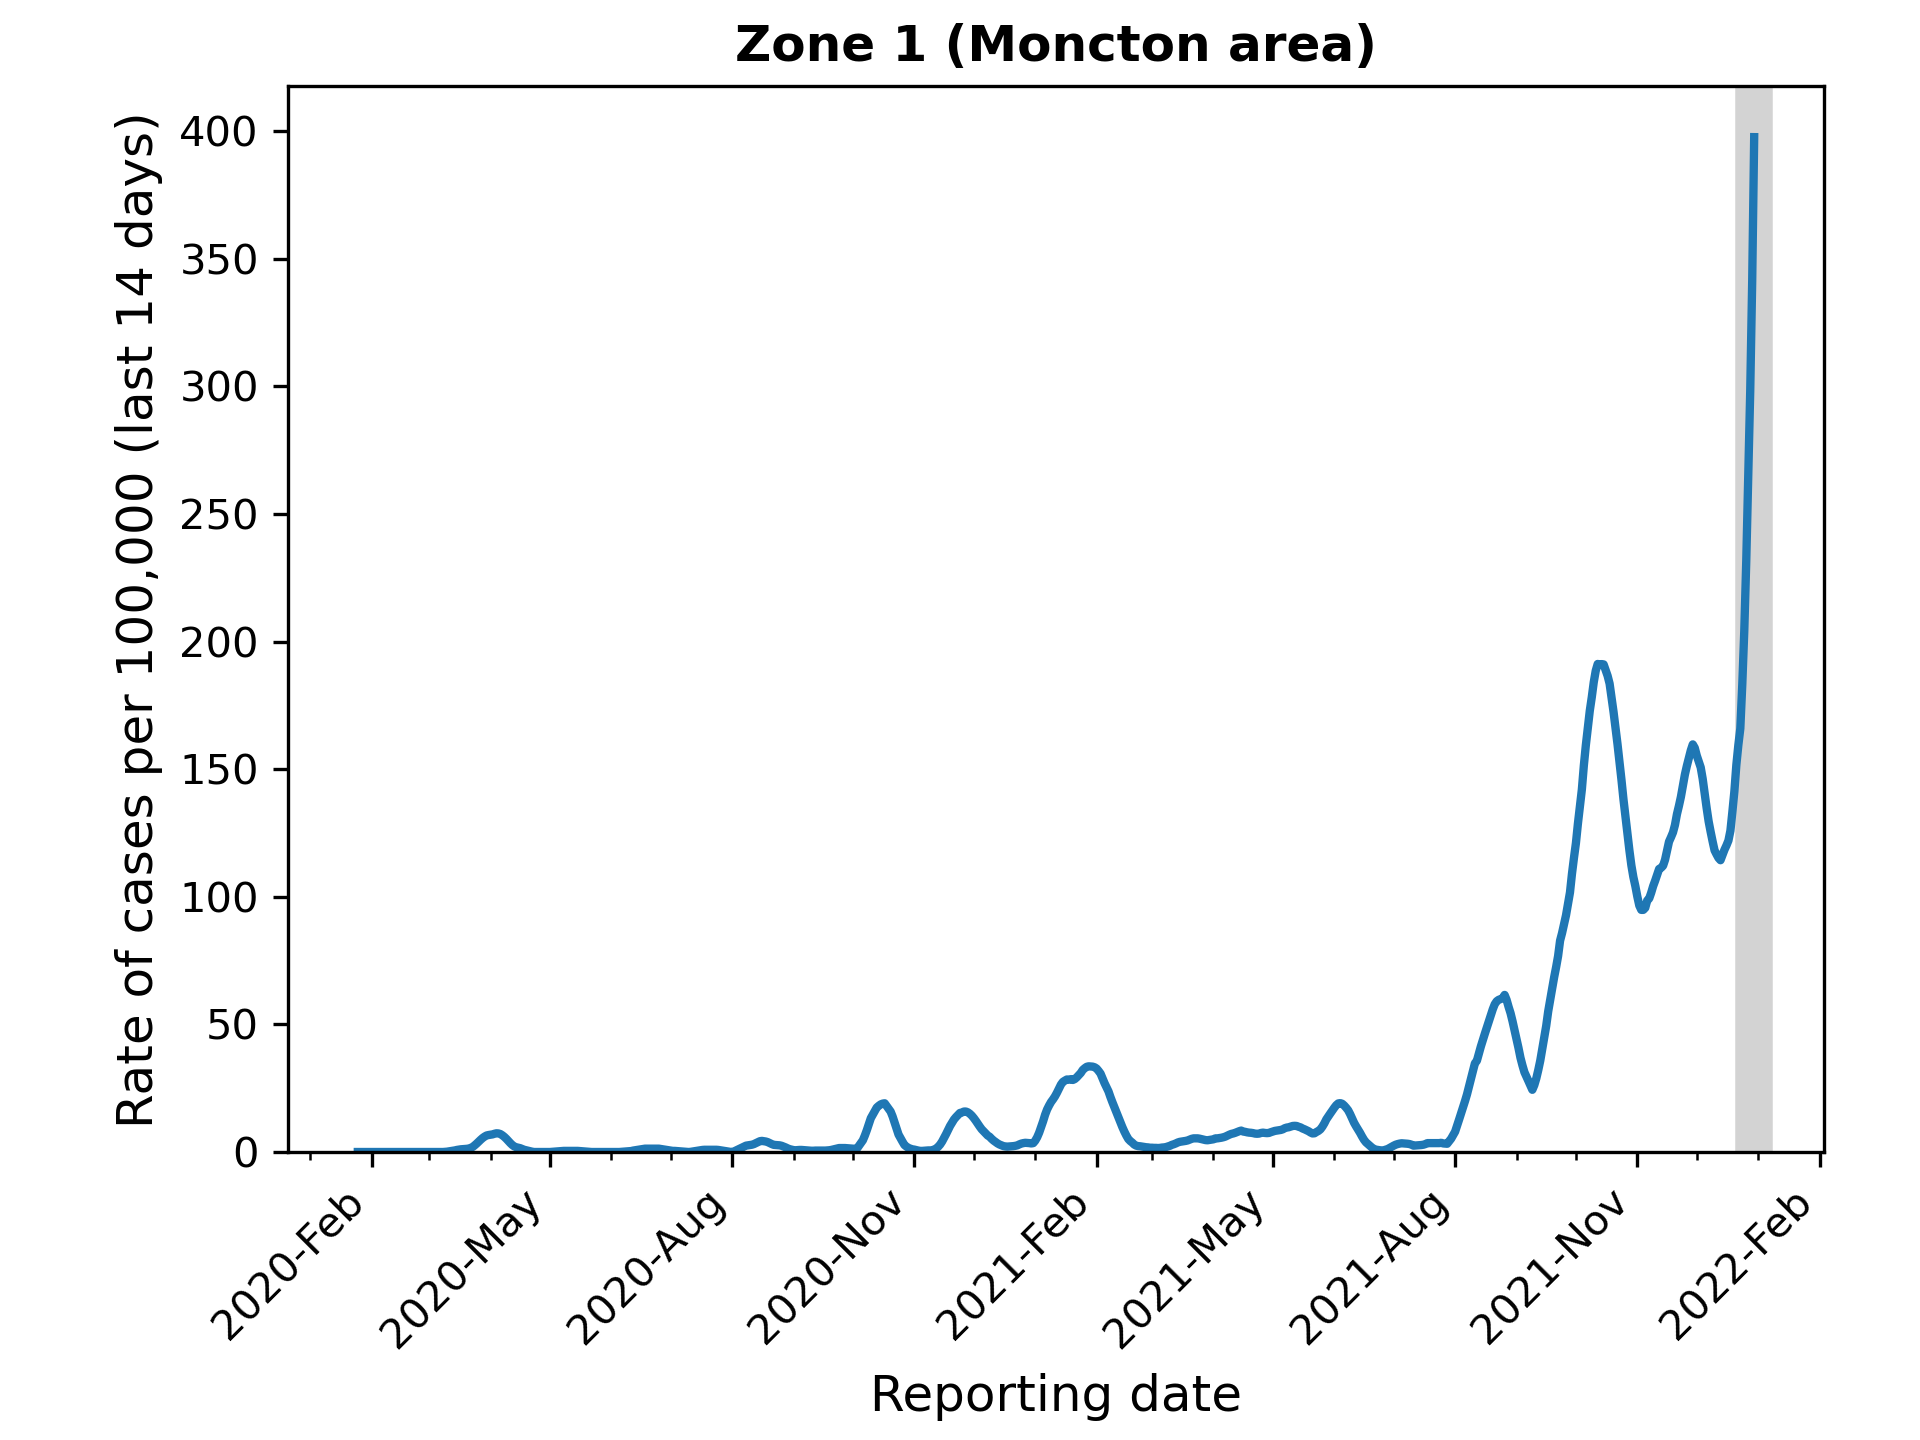 Zone 1 (Moncton area)
Rate of cases per 100,000 (last 14 days)
400
350
300
250
200
150
100
50
0
2020-Feb
2020-May
2020-Aug
2020-Nov
2021-Feb
2021-May
2021-Aug
2021-Nov
2022-Feb
Reporting date